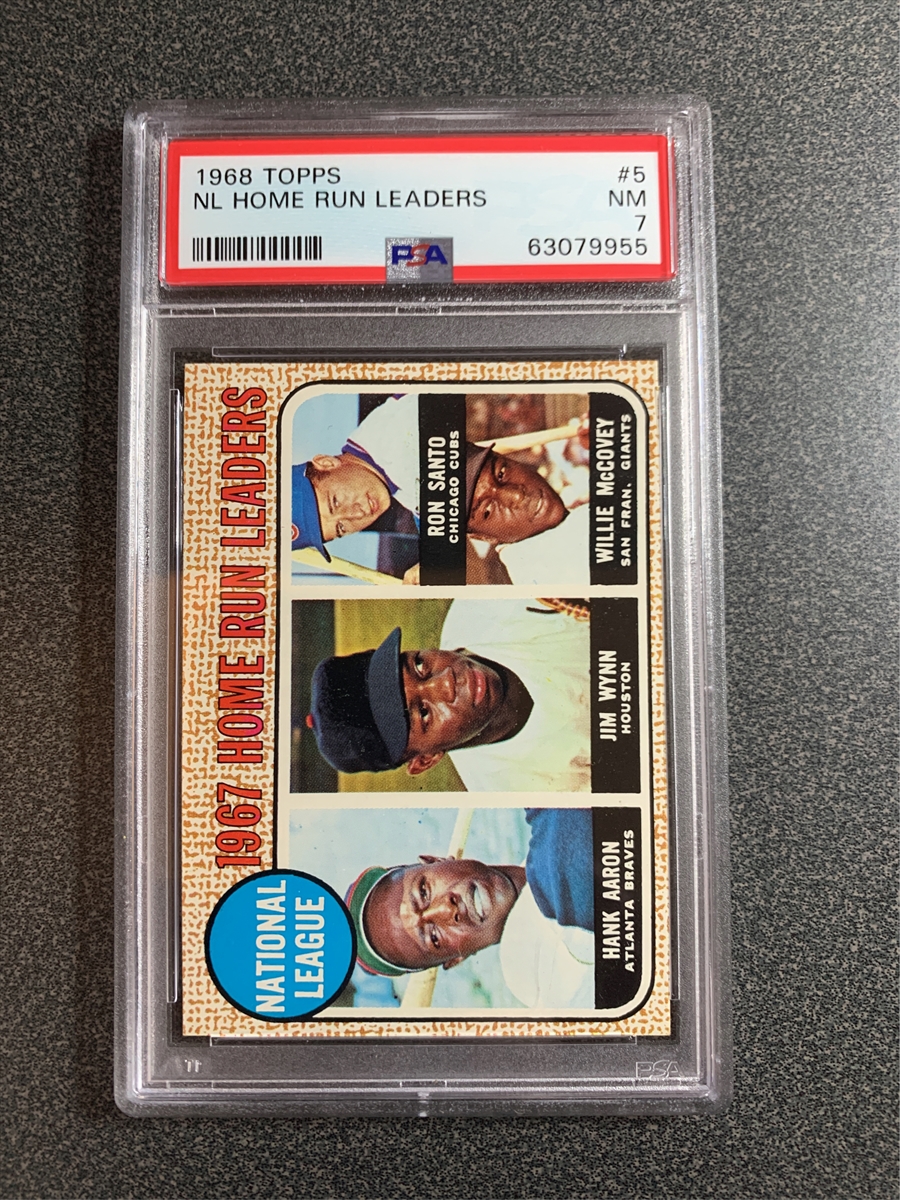 1968 TOPPS #5
NL HOME RUN LEADERS NM
7
63079955
PSA
1967 HOME RUN LEADERS
NATIONAL
LEAGUE
HANK AARON
ATLANTA BRAVES
JIM WYNN
HOUSTON
RON SANTO
CHICAGO CUBS
WILLIE McCOVEY
SAN FRAN. GIANTS
PSA